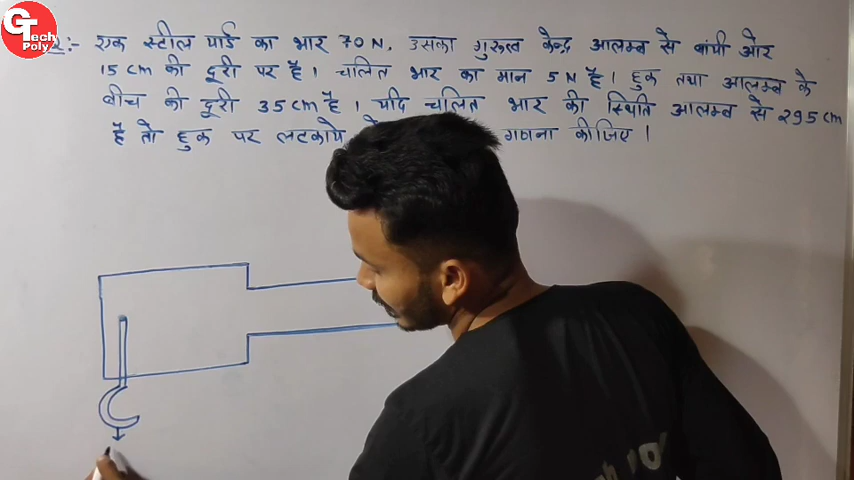 G
Tech
Poly
2:- एक स्टील यार्ड का भार 70 N. उसका गुरुत्व केन्द्र आलम्ब से बांयी ओर
15 cm की दूरी पर है। चलित भार का मान 5 N है। हुक तथा आलम्ब के
बीच की दूरी 35 cm है। यदि चलित भार की स्थिति आलम्ब से 295 cm
है तो हुक पर लटकाये गणना कीजिए।